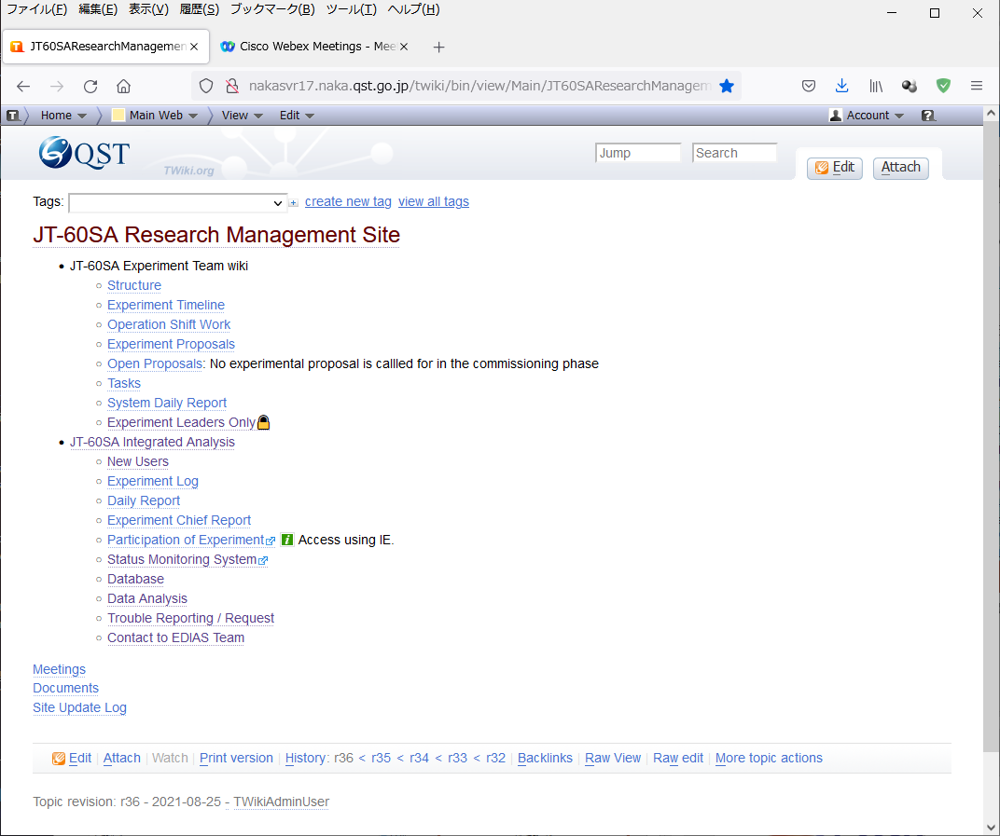 ファイル(F) 編集(E) 表示(V) 履歴(S) ブックマーク(B) ツール(T) ヘルプ(H)
JT60SAResearchManagemen
Cisco Webex Meetings - Mee
nakasvr17.naka.qst.go.jp/twiki/bin/view/Main/JT60SAResearchManagem
T Home Main Web View Edit Account ?
QST
TWiki.org
Jump Search Edit Attach
Tags: create new tag view all tags
JT-60SA Research Management Site
• JT-60SA Experiment Team wiki
Structure
Experiment Timeline
Operation Shift Work
Experiment Proposals
Open Proposals: No experimental proposal is callled for in the commissioning phase
Tasks
System Daily Report
Experiment Leaders Only
• JT-60SA Integrated Analysis
New Users
Experiment Log
Daily Report
Experiment Chief Report
Participation of Experiment i Access using IE.
Status Monitoring System
Database
Data Analysis
Trouble Reporting / Request
Contact to EDIAS Team
Meetings
Documents
Site Update Log
Edit | Attach | Watch | Print version | History: r36 < r35 < r34 < r33 < r32 | Backlinks | Raw View | Raw edit | More topic actions
Topic revision: r36 - 2021-08-25 - TWikiAdminUser